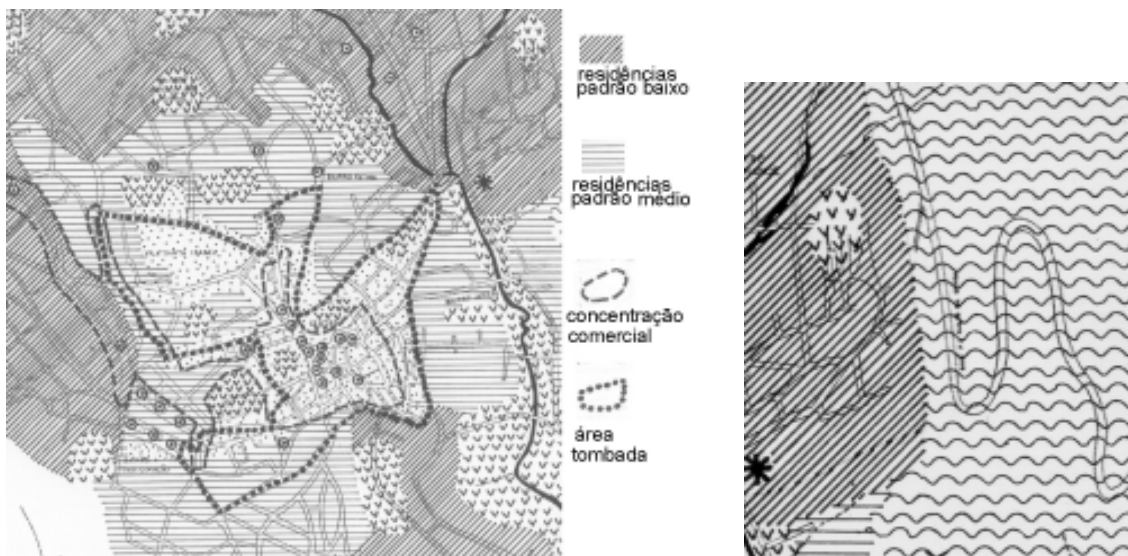 residências
padrão baixo
residências
padrão médio
concentração
comercial
área
tombada